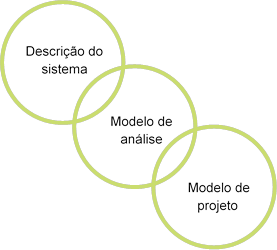 Descrição do
sistema
Modelo de
análise
Modelo de
projeto